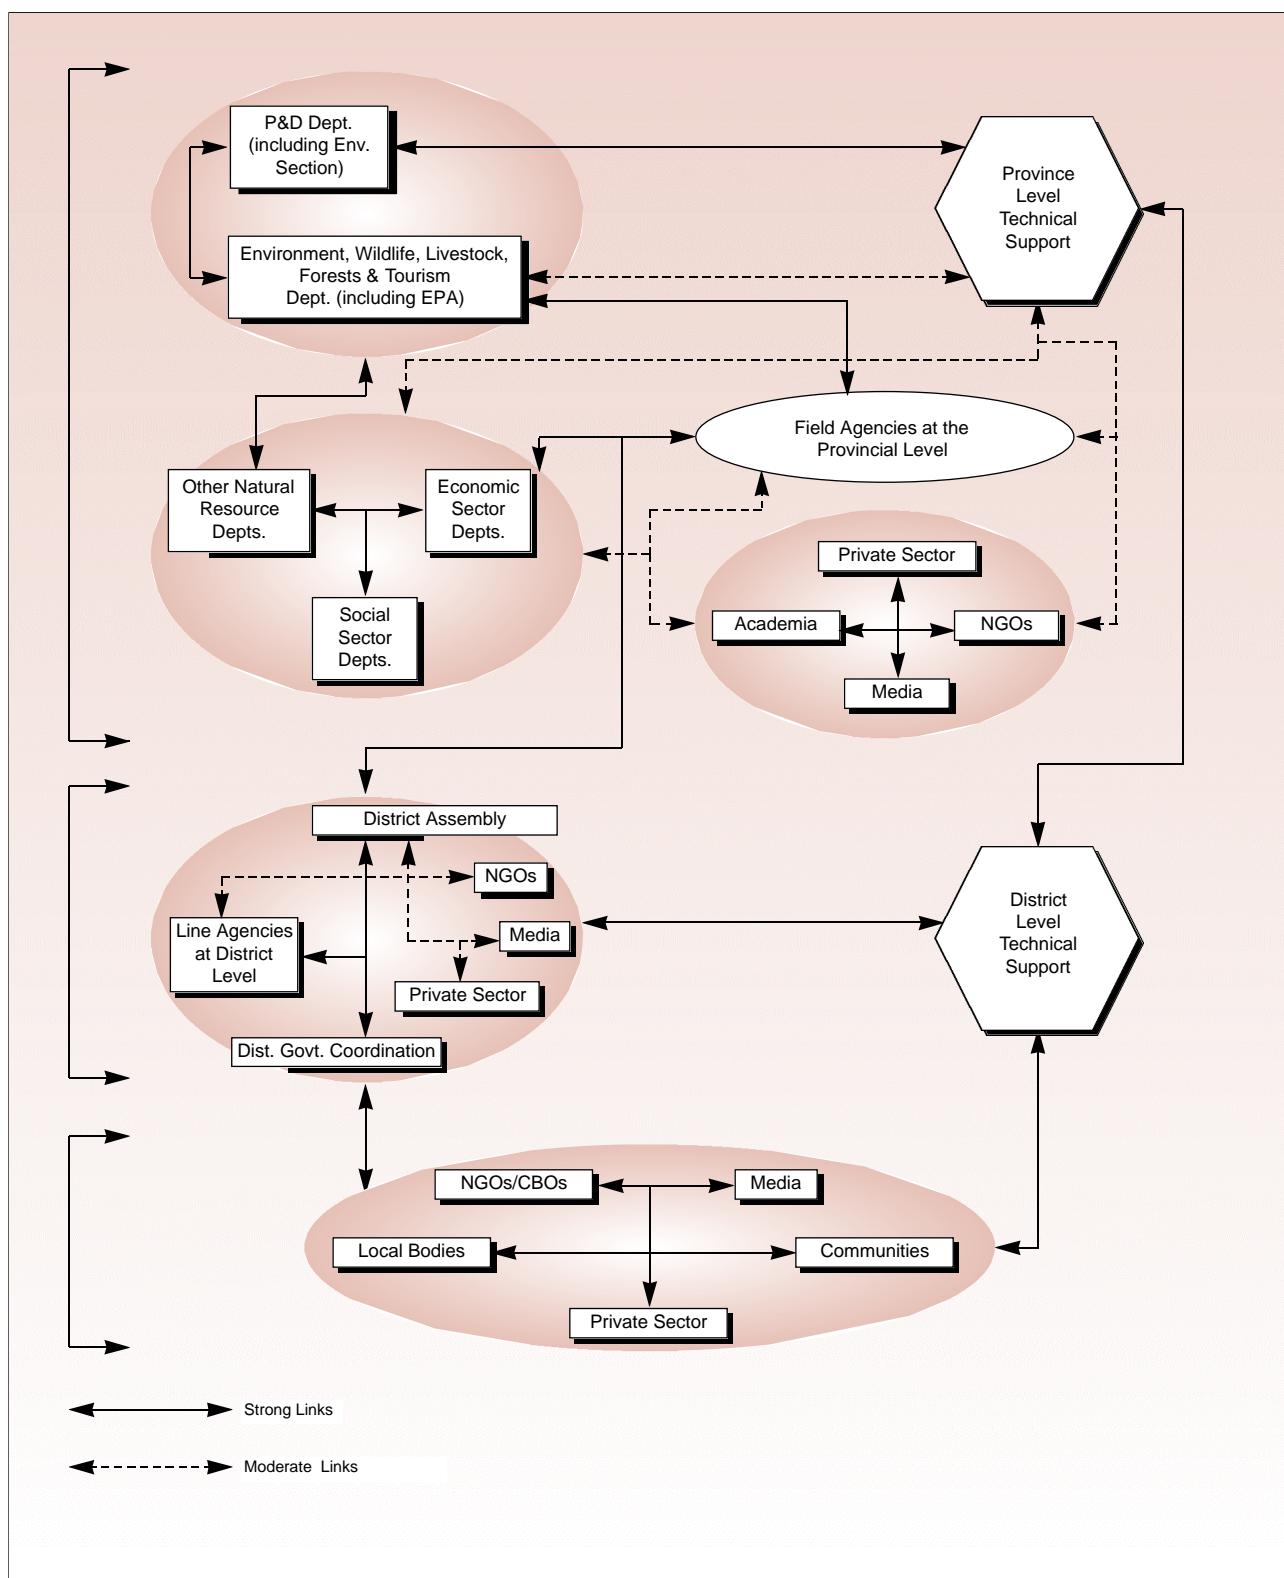 P&D Dept.
(including Env.
Section)
Province
Level
Technical
Support
Environment, Wildlife, Livestock,
Forests & Tourism
Dept. (including EPA)
Field Agencies at the
Provincial Level
Other Natural
Resource
Depts.
Economic
Sector
Depts.
Social
Sector
Depts.
Private Sector
Academia
NGOs
Media
District Assembly
NGOs
Line Agencies
at District
Level
Media
Private Sector
Dist. Govt. Coordination
District
Level
Technical
Support
NGOs/CBOs
Media
Local Bodies
Communities
Private Sector
Strong Links
Moderate Links